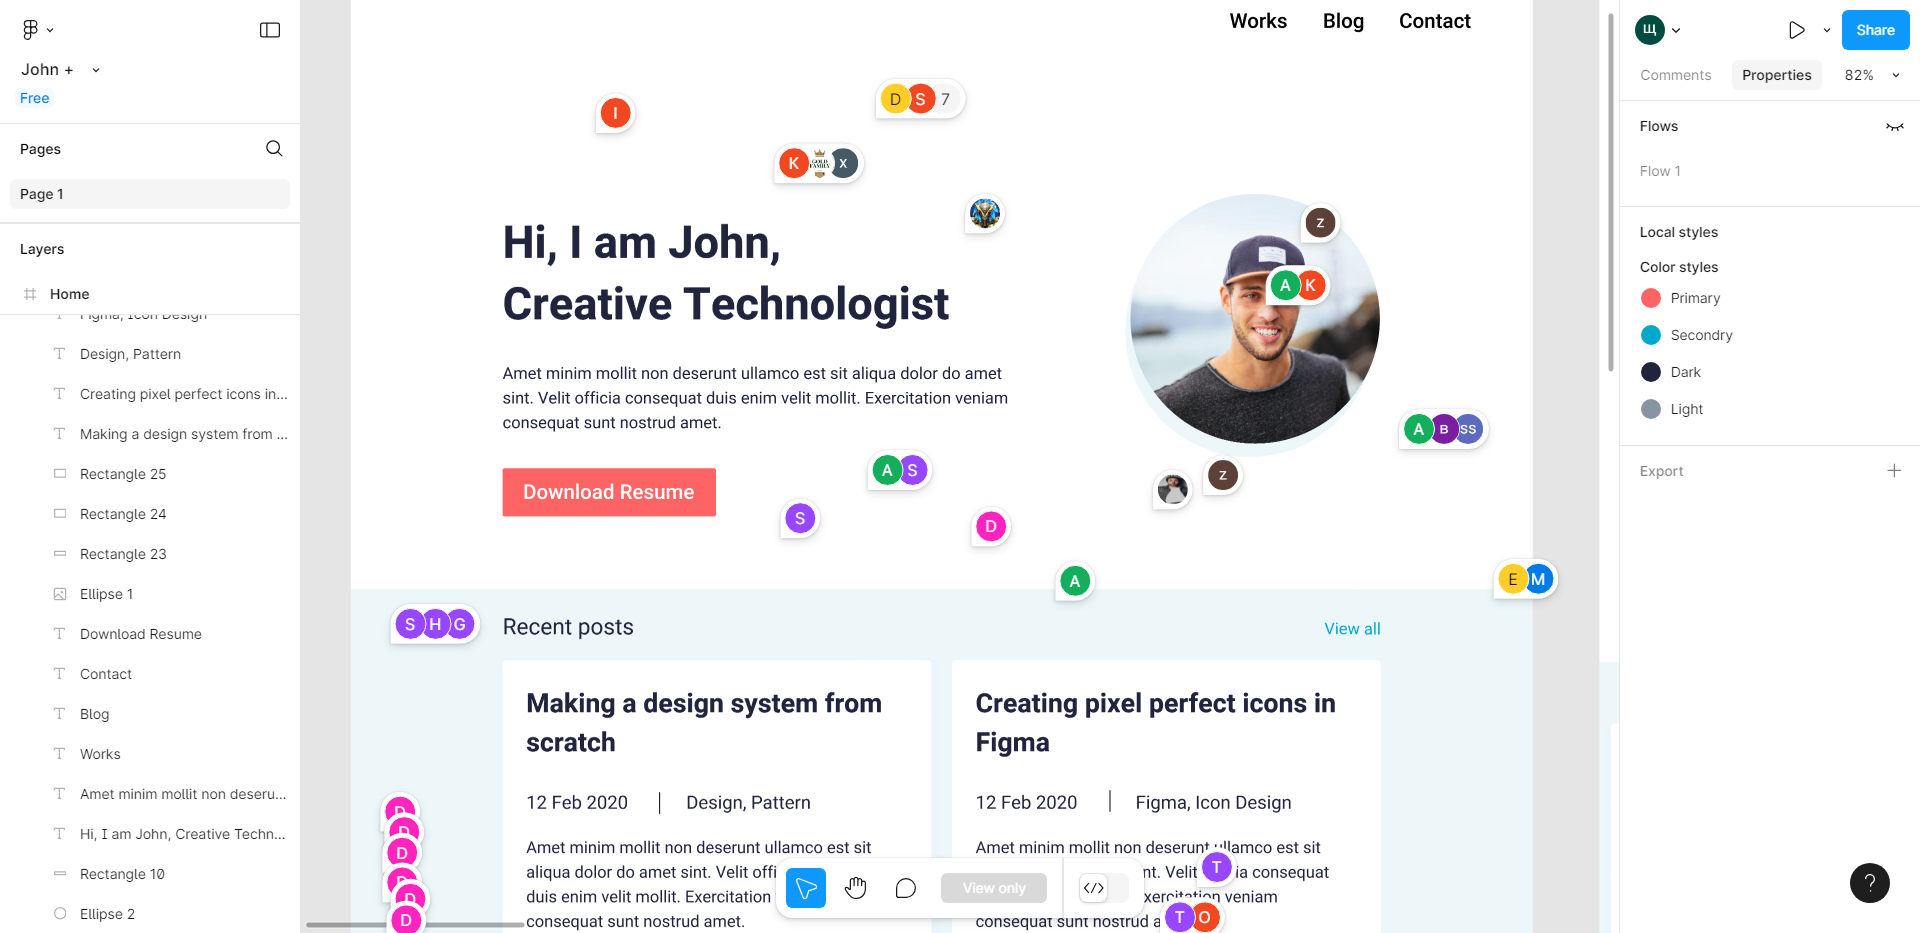 John +
Free
Pages
Page 1
Layers
Home
Figma, Icon Design
Design, Pattern
Creating pixel perfect icons in...
Making a design system from ...
Rectangle 25
Rectangle 24
Rectangle 23
Ellipse 1
Download Resume
Contact
Blog
Works
Amet minim mollit non deseru...
Hi, I am John, Creative Techn...
Rectangle 10
Ellipse 2
Works Blog Contact
I
D S 7
K GOLD FAMILY X
Z
A K
Hi, I am John,
Creative Technologist
Amet minim mollit non deserunt ullamco est sit aliqua dolor do amet
sint. Velit officia consequat duis enim velit mollit. Exercitation veniam
consequat sunt nostrud amet.
A B SS
A S
Z
Download Resume
S
D
A
E M
S H G
Recent posts
View all
Making a design system from
scratch
12 Feb 2020 | Design, Pattern
Amet minim mollit non deserunt ullamco est sit
aliqua dolor do amet sint. Velit offi
duis enim velit mollit. Exercitation
consequat sunt nostrud amet.
Creating pixel perfect icons in
Figma
12 Feb 2020 | Figma, Icon Design
Amet minim mollit non deserunt ullamco est sit
nt. Velit ia consequat
xercitation veniam
consequat sunt nostrud a
D
D
D
D
D
D
T
T O
View only
Щ
Share
Comments Properties 82%
Flows
Flow 1
Local styles
Color styles
Primary
Secondry
Dark
Light
Export
?